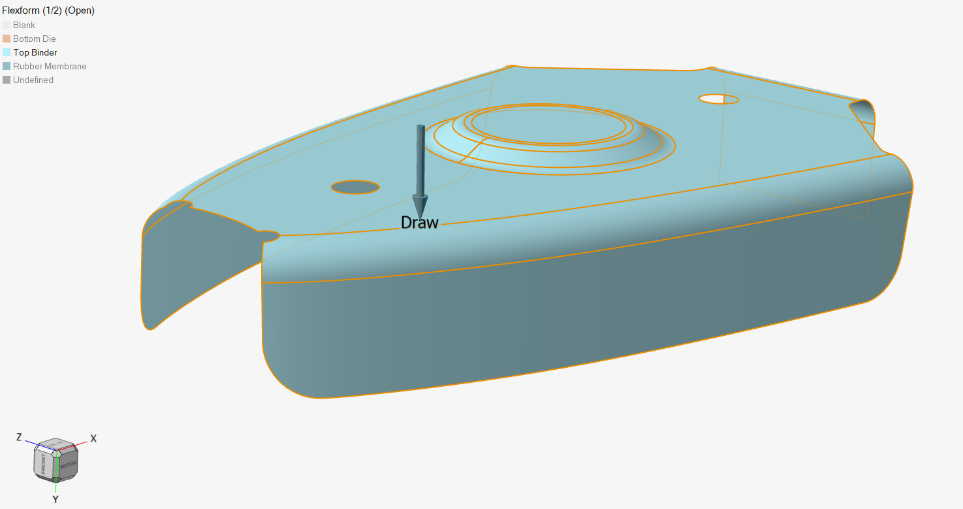 Flexform (1/2) (Open)
Blank
Bottom Die
Top Binder
Rubber Membrane
Undefined
Draw
Z
X
Y